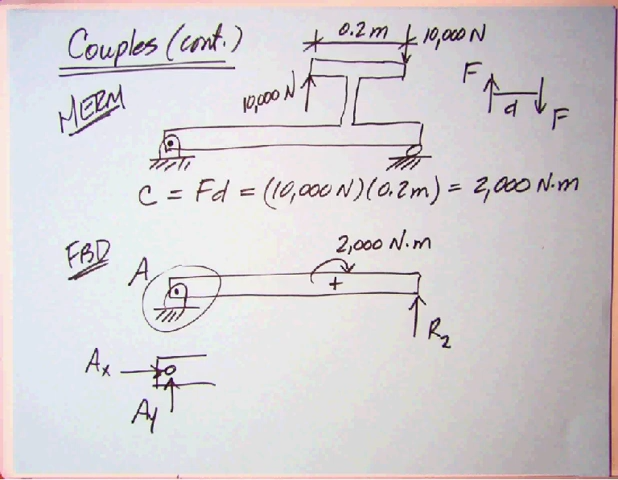 Couples (cont.)
0.2 m
10,000 N
MERM
10,000 N
F
d
F
C = Fd = (10,000 N)(0.2 m) = 2,000 N·m
FBD
2,000 N·m
A
+
R2
Ax
Ay